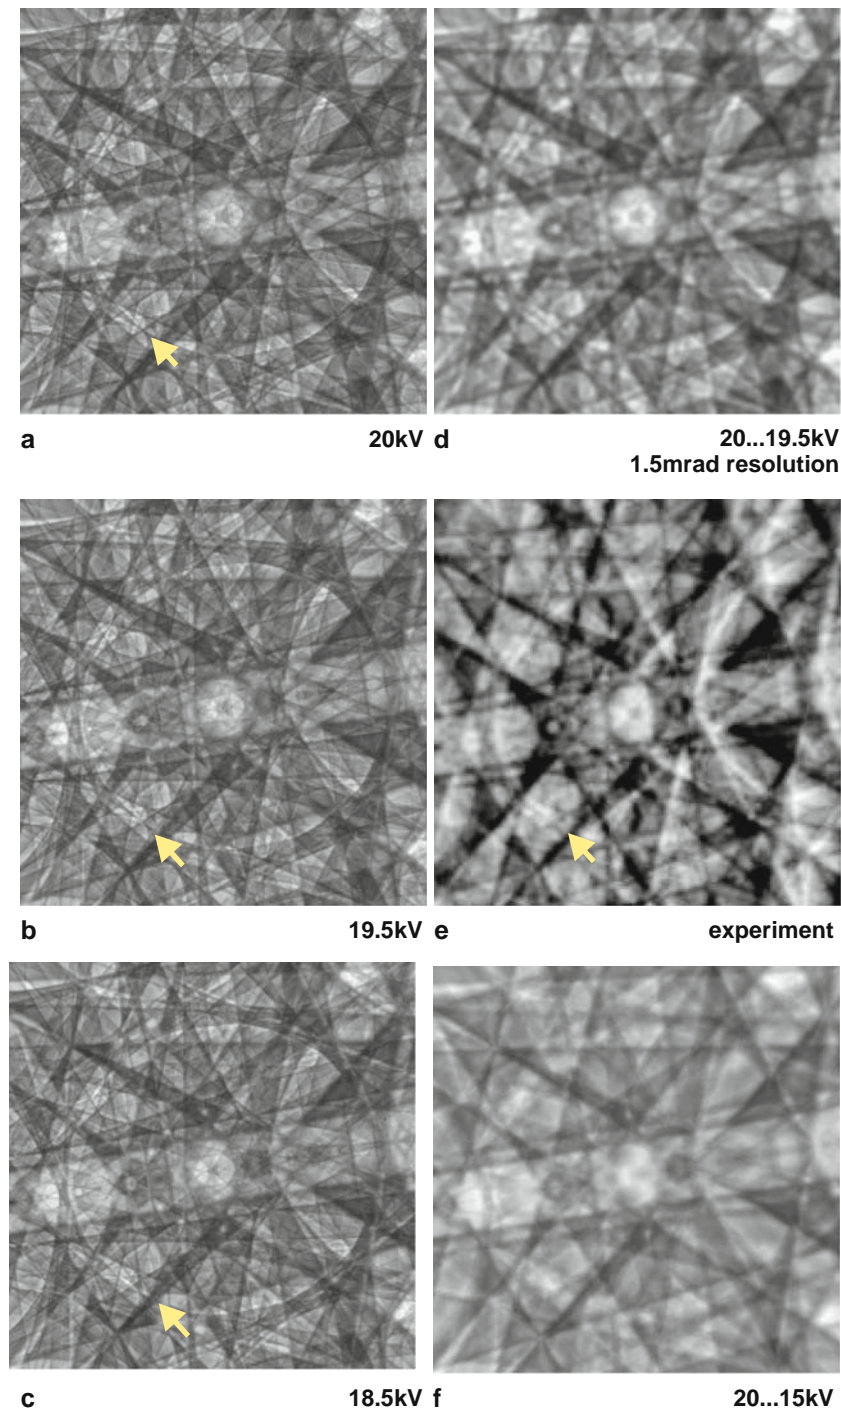 a
20kV
d
20...19.5kV
1.5mrad resolution
b
19.5kV
e
experiment
c
18.5kV
f
20...15kV